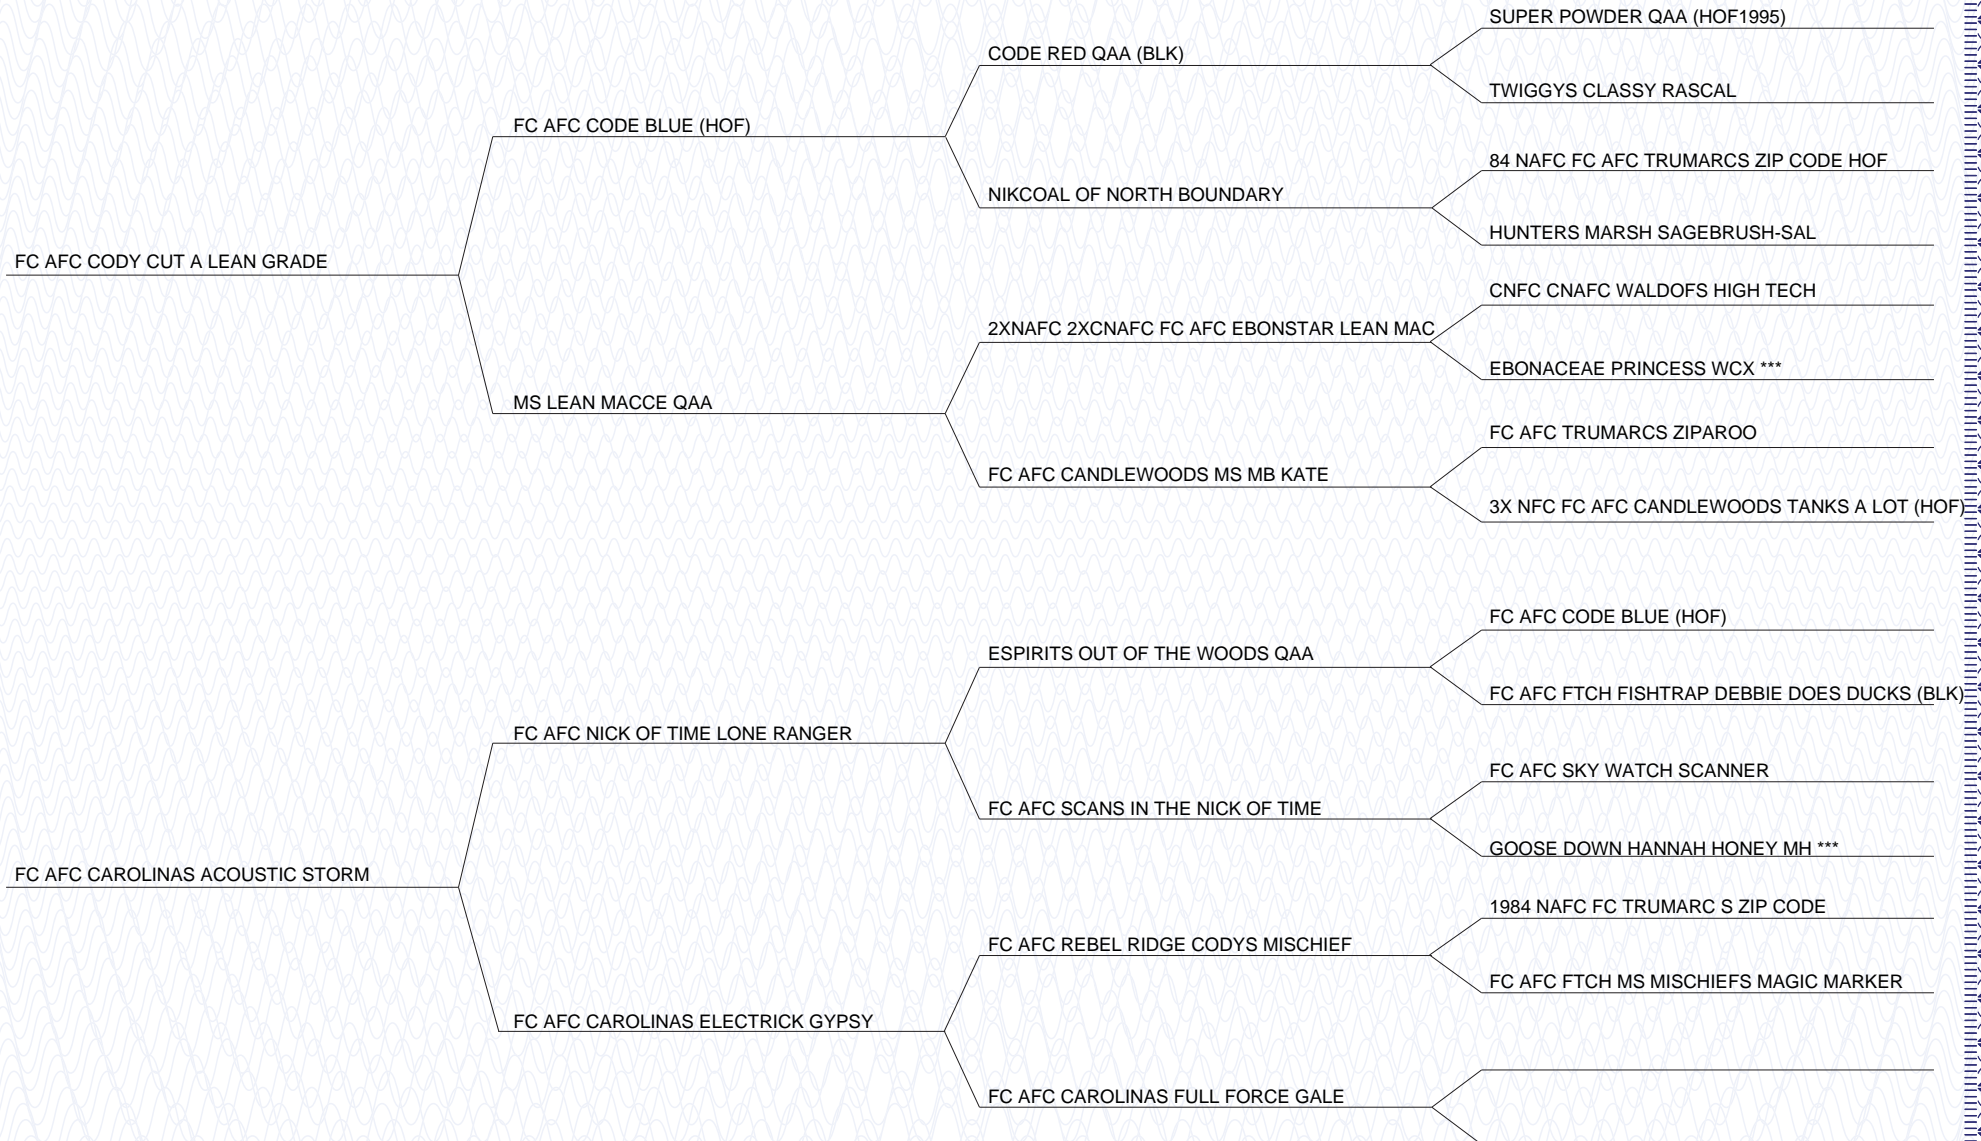 SUPER POWDER QAA (HOF1995)
CODE RED QAA (BLK)
TWIGGYS CLASSY RASCAL
FC AFC CODE BLUE (HOF)
84 NAFC FC AFC TRUMARCS ZIP CODE HOF
NIKCOAL OF NORTH BOUNDARY
HUNTERS MARSH SAGEBRUSH-SAL
FC AFC CODY CUT A LEAN GRADE
CNFC CNAFC WALDOFS HIGH TECH
2XNAFC 2XCNAFC FC AFC EBONSTAR LEAN MAC
EBONACEAE PRINCESS WCX ***
MS LEAN MACCE QAA
FC AFC TRUMARCS ZIPAROO
FC AFC CANDLEWOODS MS MB KATE
3X NFC FC AFC CANDLEWOODS TANKS A LOT (HOF)
FC AFC CODE BLUE (HOF)
ESPIRITS OUT OF THE WOODS QAA
FC AFC FTCH FISHTRAP DEBBIE DOES DUCKS (BLK)
FC AFC NICK OF TIME LONE RANGER
FC AFC SKY WATCH SCANNER
FC AFC SCANS IN THE NICK OF TIME
GOOSE DOWN HANNAH HONEY MH ***
FC AFC CAROLINAS ACOUSTIC STORM
1984 NAFC FC TRUMARC S ZIP CODE
FC AFC REBEL RIDGE CODYS MISCHIEF
FC AFC FTCH MS MISCHIEFS MAGIC MARKER
FC AFC CAROLINAS ELECTRICK GYPSY
FC AFC CAROLINAS FULL FORCE GALE